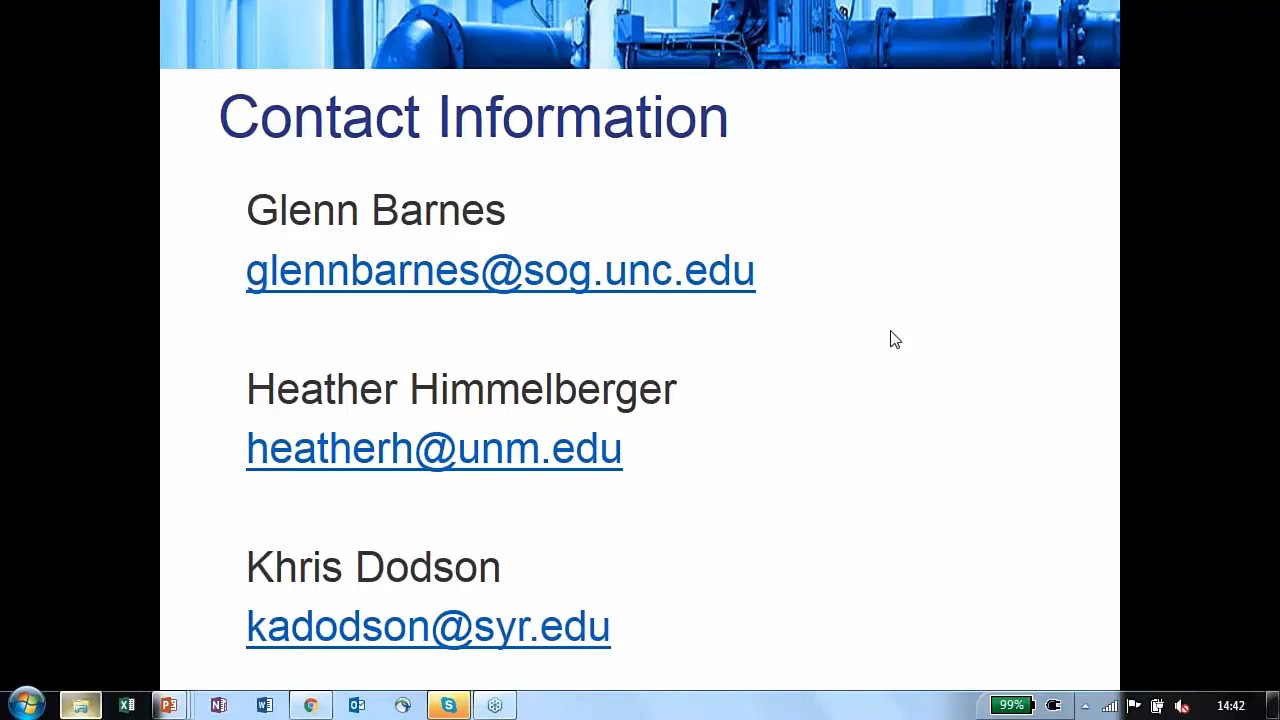 Contact Information
Glenn Barnes
glennbarnes@sog.unc.edu
Heather Himmelberger
heatherh@unm.edu
Khris Dodson
kadodson@syr.edu
99%
14:42